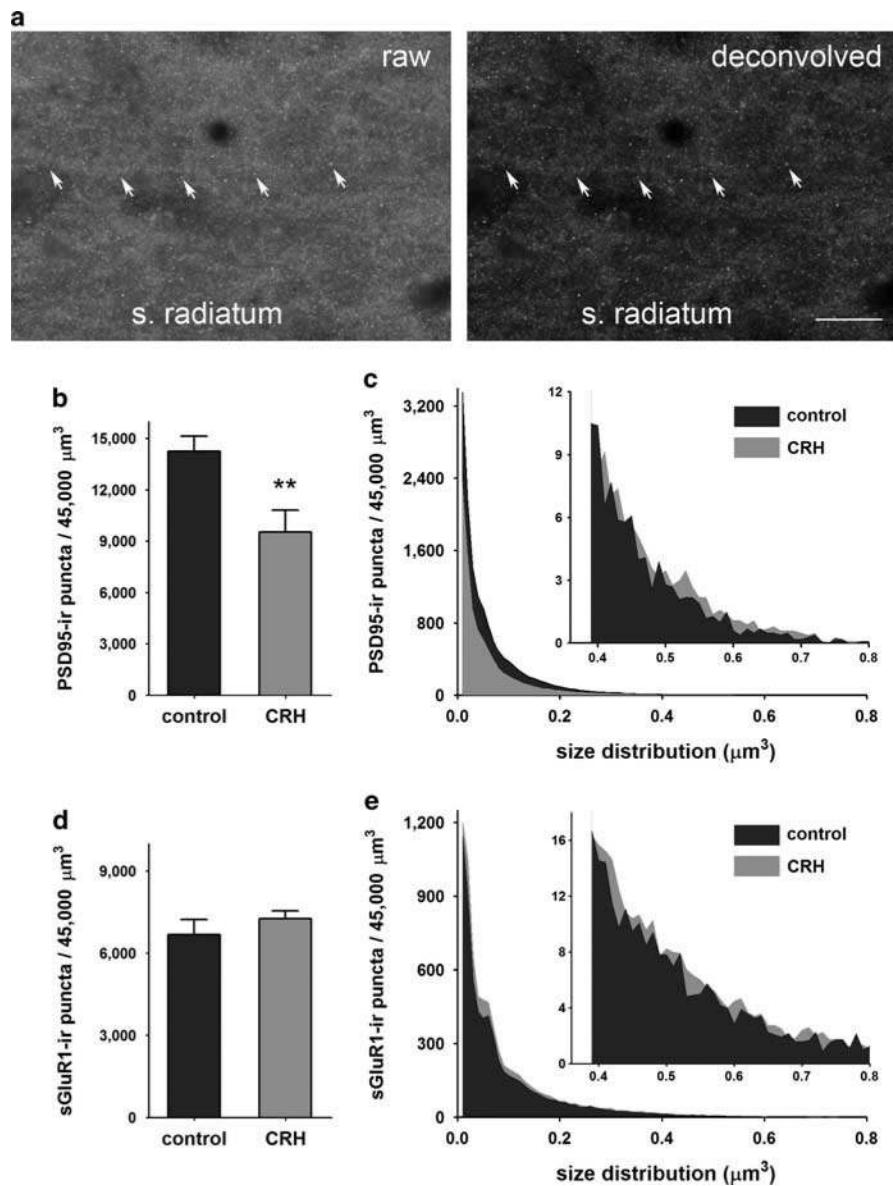 a
raw
s. radiatum
deconvolved
s. radiatum
b
PSD95-ir puncta / 45,000 µm³
15,000
12,000
9,000
6,000
3,000
0
**
control
CRH
c
PSD95-ir puncta / 45,000 µm³
3,200
2,400
1,600
800
0
0.0
0.2
0.4
0.6
0.8
size distribution (µm³)
12
9
6
3
0
0.4
0.5
0.6
0.7
0.8
control
CRH
d
sGluR1-ir puncta / 45,000 µm³
9,000
6,000
3,000
0
control
CRH
e
sGluR1-ir puncta / 45,000 µm³
1,200
900
600
300
0
0.0
0.2
0.4
0.6
0.8
size distribution (µm³)
16
12
8
4
0
0.4
0.5
0.6
0.7
0.8
control
CRH